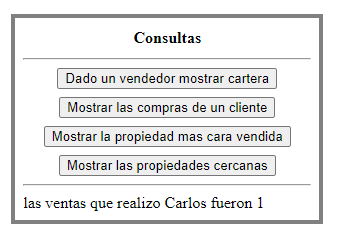 Consultas
Dado un vendedor mostrar cartera
Mostrar las compras de un cliente
Mostrar la propiedad mas cara vendida
Mostrar las propiedades cercanas
las ventas que realizo Carlos fueron 1